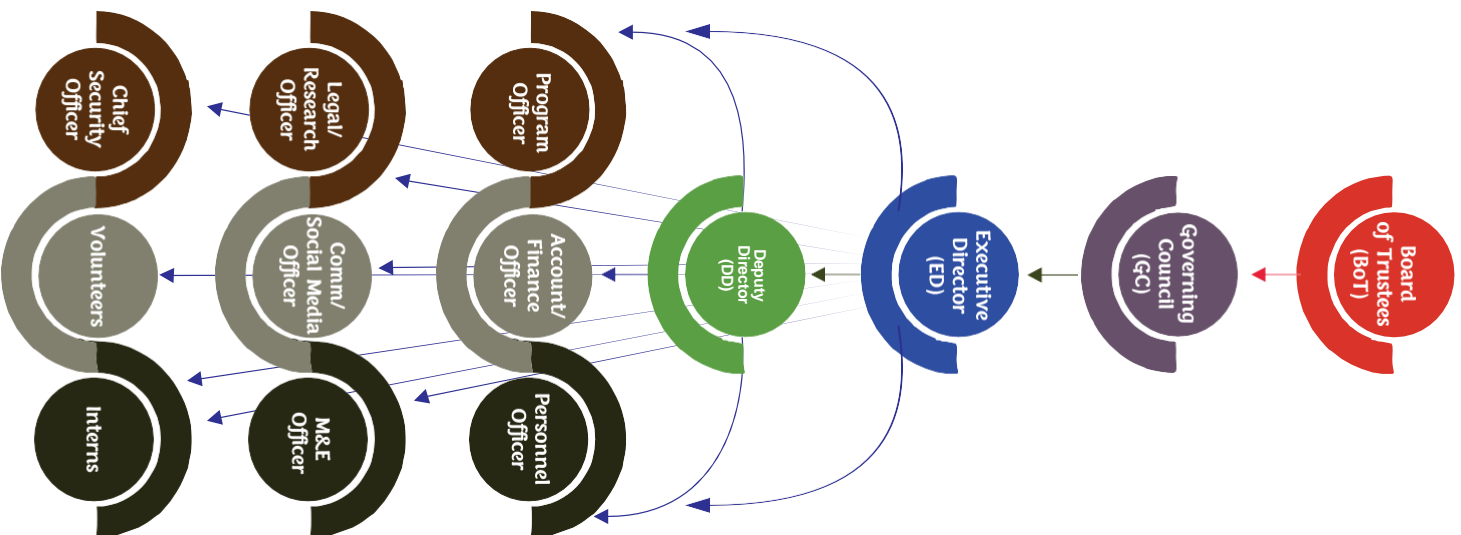 Board
of Trustees
(BoT)
Governing
Council
(GC)
Executive
Director
(ED)
Deputy
Director
(DD)
Program
Officer
Account/
Finance
Officer
Personnel
Officer
Legal/
Research
Officer
Comm/
Social Media
Officer
M&E
Officer
Chief
Security
Officer
Volunteers
Interns